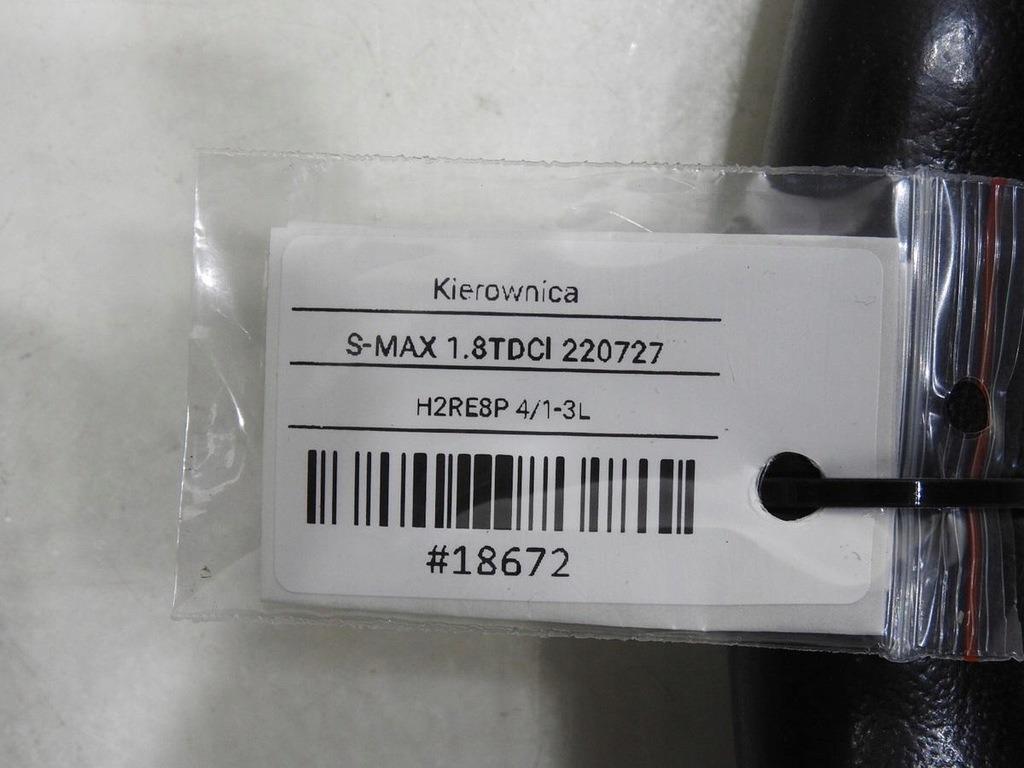 Kierownica
S-MAX 1.8TDCI 220727
H2RE8P 4/1-3L
#18672